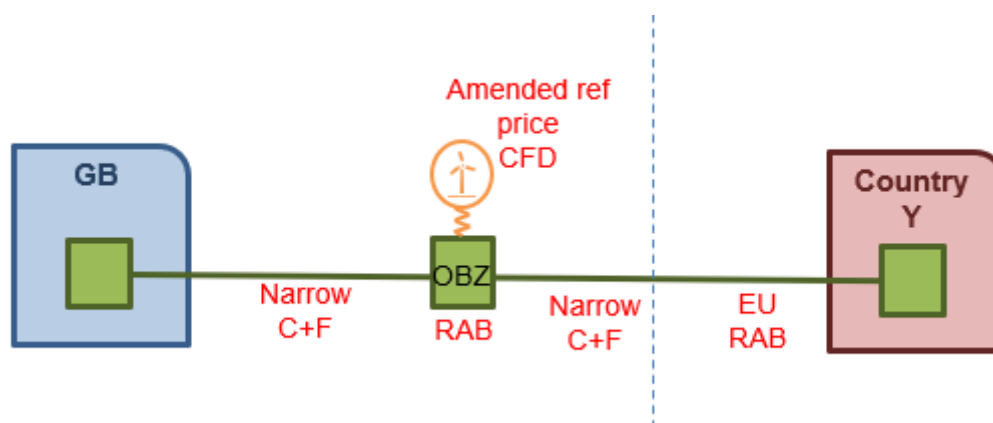 Amended ref
price
CFD
GB
Country
Y
OBZ
Narrow
C+F
RAB
Narrow
C+F
EU
RAB